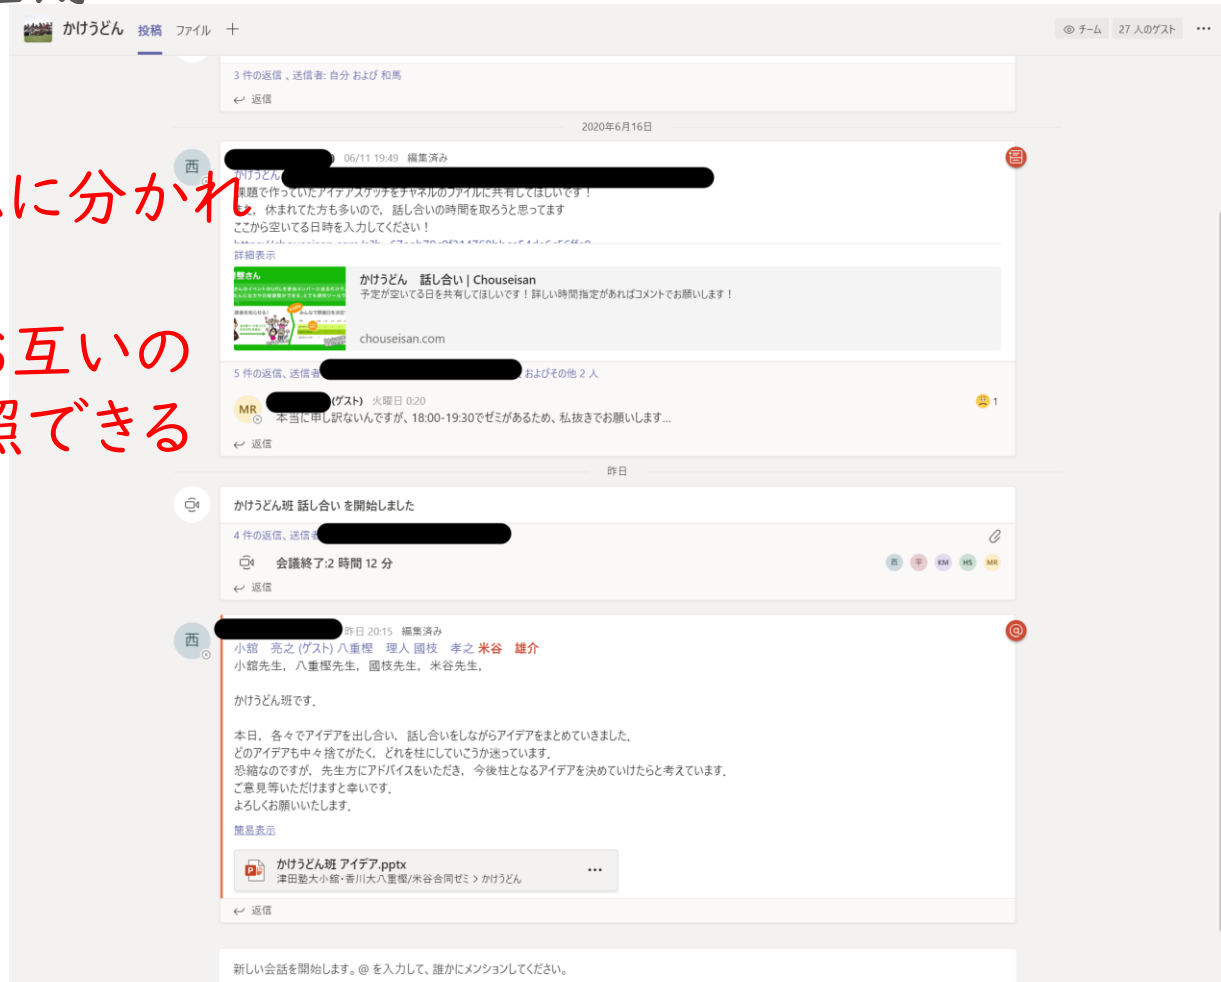 かけうどん 投稿 ファイル ＋
チーム 27 人のゲスト …
3 件の返信 、送信者: 自分 および 和馬
返信
2020年6月16日
西
06/11 19:49 編集済み
かけうどん
課題で作っていたアイデアスケッチをチャネルのファイルに共有してほしいです！
また， 休まれてた方も多いので， 話し合いの時間を取ろうと思ってます
ここから空いてる日時を入力してください！
詳細表示
に分かれ
かけうどん 話し合い | Chouseisan
予定が空いてる日を共有してほしいです！詳しい時間指定があればコメントでお願いします！
chouseisan.com
互いの
5 件の返信、送信者
およびその他 2 人
MR
(ゲスト) 火曜日 0:20
1
本当に申し訳ないんですが、18:00-19:30でゼミがあるため、私抜きでお願いします...
照できる
返信
昨日
かけうどん班 話し合い を開始しました
4 件の返信、送信者
会議終了:2 時間 12 分
西 平 KM HS MR
返信
西
昨日 20:15 編集済み
小舘 亮之 (ゲスト) 八重樫 理人 國枝 孝之 米谷 雄介
小舘先生， 八重樫先生， 國枝先生， 米谷先生，
かけうどん班です．
本日， 各々でアイデアを出し合い， 話し合いをしながらアイデアをまとめていきました．
どのアイデアも中々捨てがたく， どれを柱にしていこうか迷っています．
恐縮なのですが， 先生方にアドバイスをいただき， 今後柱となるアイデアを決めていけたらと考えています．
ご意見等いただけますと幸いです．
よろしくお願いいたします．
簡易表示
かけうどん班 アイデア.pptx
…
津田塾大小舘・香川大八重樫/米谷合同ゼミ > かけうどん
返信
新しい会話を開始します。@ を入力して、誰かにメンションしてください。